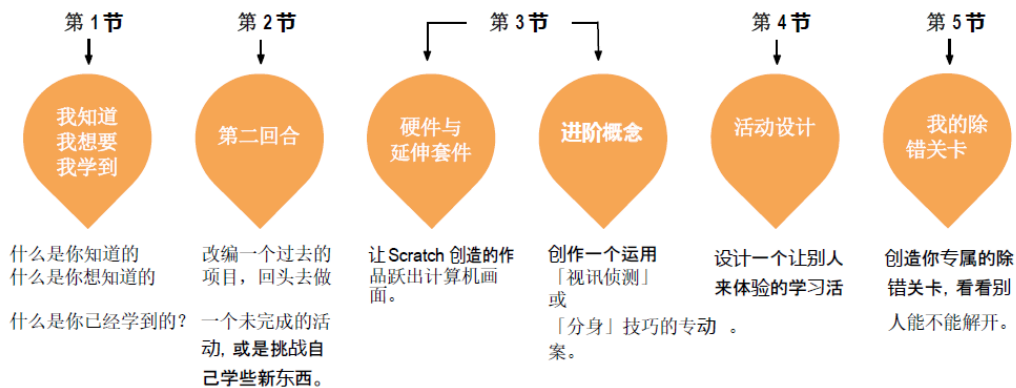 第 1 节
第 2 节
第 3 节
第 4 节
第 5 节
我知道
我想要
我学到
第二回合
硬件与
延伸套件
进阶概念
活动设计
我的除
错关卡
什么是你知道的
什么是你想知道的
什么是你已经学到的？
改编一个过去的
项目，回头去做
一个未完成的活
动, 或是挑战自
己学些新东西。
让 Scratch 创造的作
品跃出计算机画
面。
创作一个运用
「视讯侦测」
或
「分身」技巧的专
案。
设计一个让别人
来体验的学习活
动 。
创造你专属的除
错关卡, 看看别
人能不能解开。